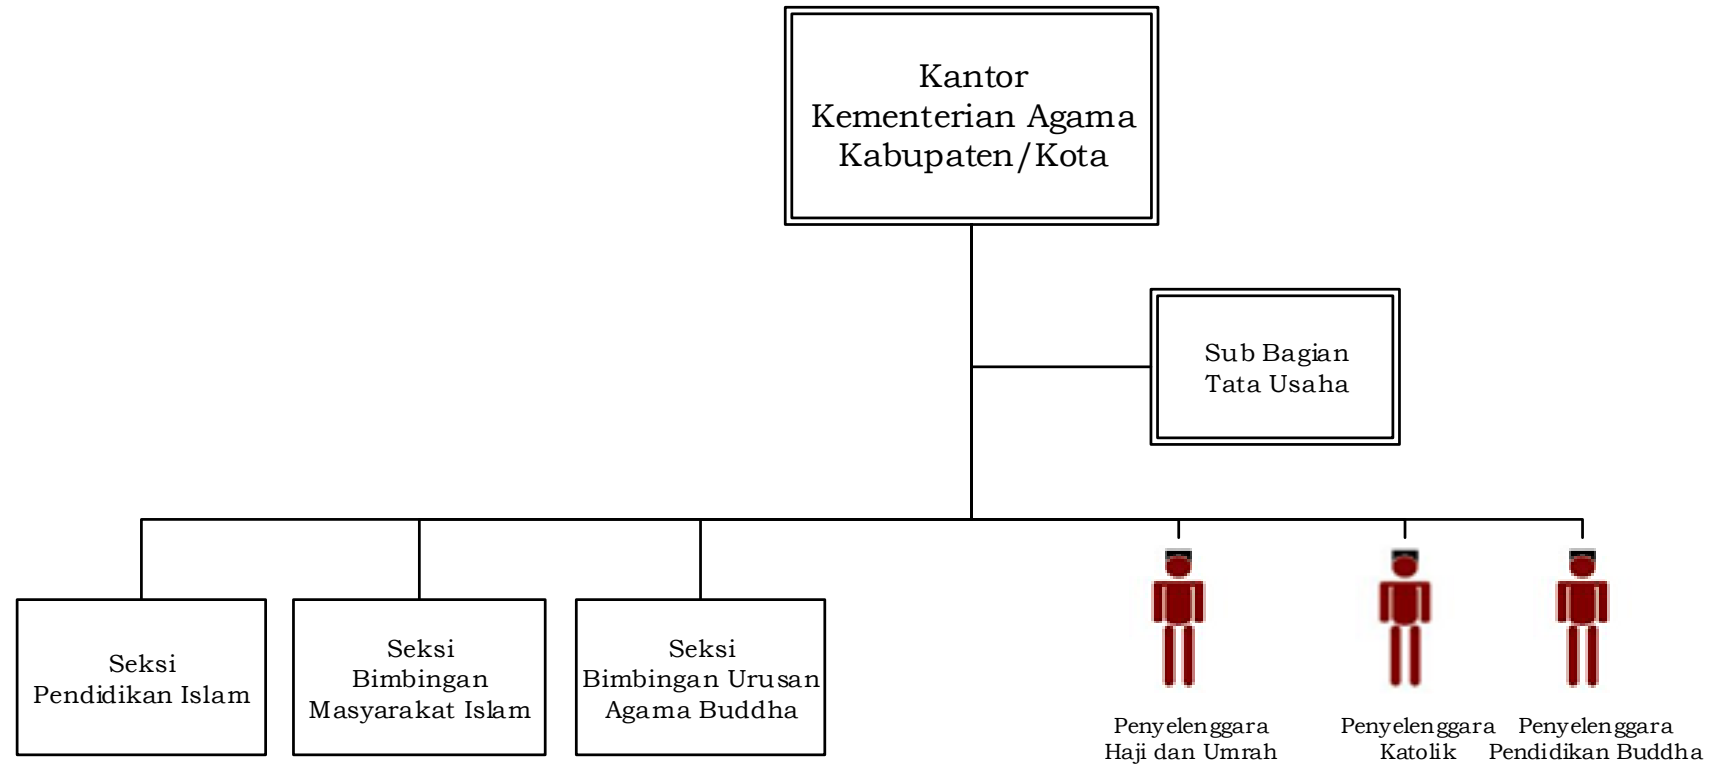 Kantor
Kementerian Agama
Kabupaten/Kota
Sub Bagian
Tata Usaha
Seksi
Pendidikan Islam
Seksi
Bimbingan
Masyarakat Islam
Seksi
Bimbingan Urusan
Agama Buddha
Penyelenggara
Haji dan Umrah
Penyelenggara
Katolik
Penyelenggara
Pendidikan Buddha